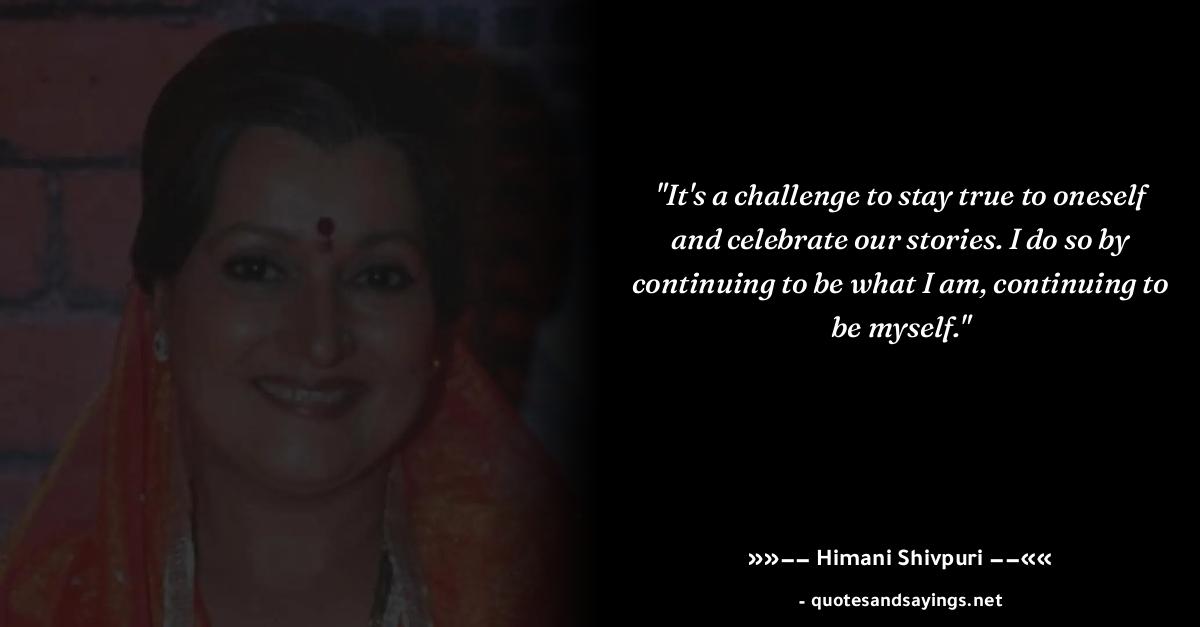 "It's a challenge to stay true to oneself
and celebrate our stories. I do so by
continuing to be what I am, continuing to
be myself."
»»−− Himani Shivpuri −−««
- quotesandsayings.net